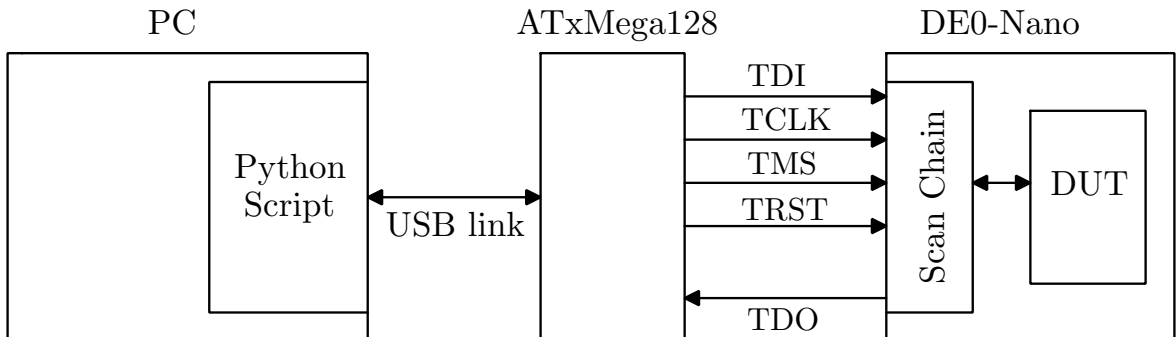 PC
ATxMega128
DE0-Nano
Python
Script
USB link
TDI
TCLK
TMS
TRST
TDO
Scan Chain
DUT